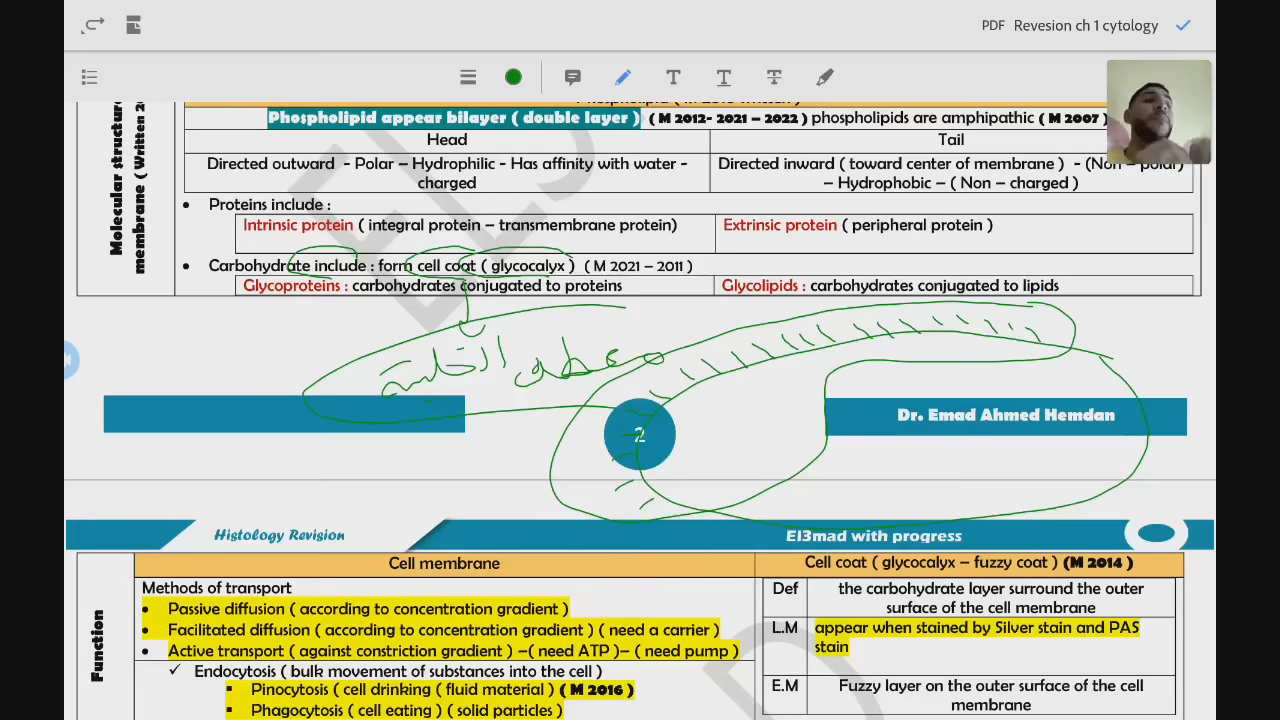 PDF Revesion ch 1 cytology
Molecular structure
membrane ( Written 20
Phospholipid appear bilayer ( double layer ) ( M 2012- 2021 – 2022 ) phospholipids are amphipathic ( M 2007 )
Head
Tail
Directed outward - Polar – Hydrophilic - Has affinity with water -
charged
Directed inward ( toward center of membrane ) - (Non – polar)
– Hydrophobic – ( Non – charged )
• Proteins include :
Intrinsic protein ( integral protein – transmembrane protein)
Extrinsic protein ( peripheral protein )
• Carbohydrate include : form cell coat ( glycocalyx ) ( M 2021 – 2011 )
Glycoproteins : carbohydrates conjugated to proteins
Glycolipids : carbohydrates conjugated to lipids
2
Dr. Emad Ahmed Hemdan
Histology Revision
El3mad with progress
Function
Cell membrane
Cell coat ( glycocalyx – fuzzy coat ) (M 2014 )
Methods of transport
• Passive diffusion ( according to concentration gradient )
• Facilitated diffusion ( according to concentration gradient ) ( need a carrier )
• Active transport ( against constriction gradient ) –( need ATP )– ( need pump )
✓ Endocytosis ( bulk movement of substances into the cell )
▪ Pinocytosis ( cell drinking ( fluid material ) ( M 2016 )
▪ Phagocytosis ( cell eating ) ( solid particles )
Def
the carbohydrate layer surround the outer
surface of the cell membrane
L.M
appear when stained by Silver stain and PAS
stain
E.M
Fuzzy layer on the outer surface of the cell
membrane